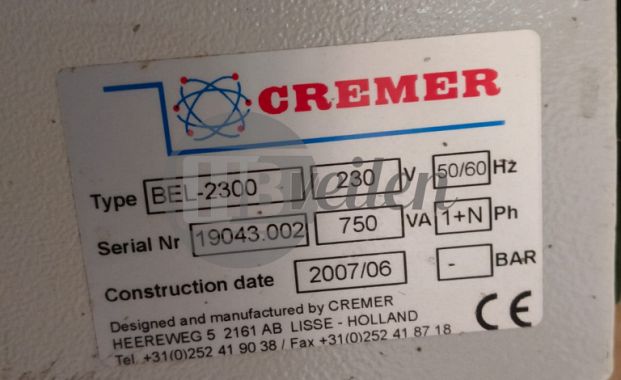 CREMER
Type BEL-2300 230 V 50/60 Hz
Serial Nr 19043.002 750 VA 1+N Ph
Construction date 2007/06 - BAR
Designed and manufactured by CREMER
HEEREWEG 5 2161 AB LISSE - HOLLAND
Tel. +31(0)252 41 90 38 / Fax +31(0)252 41 87 18
CE
HB veilen